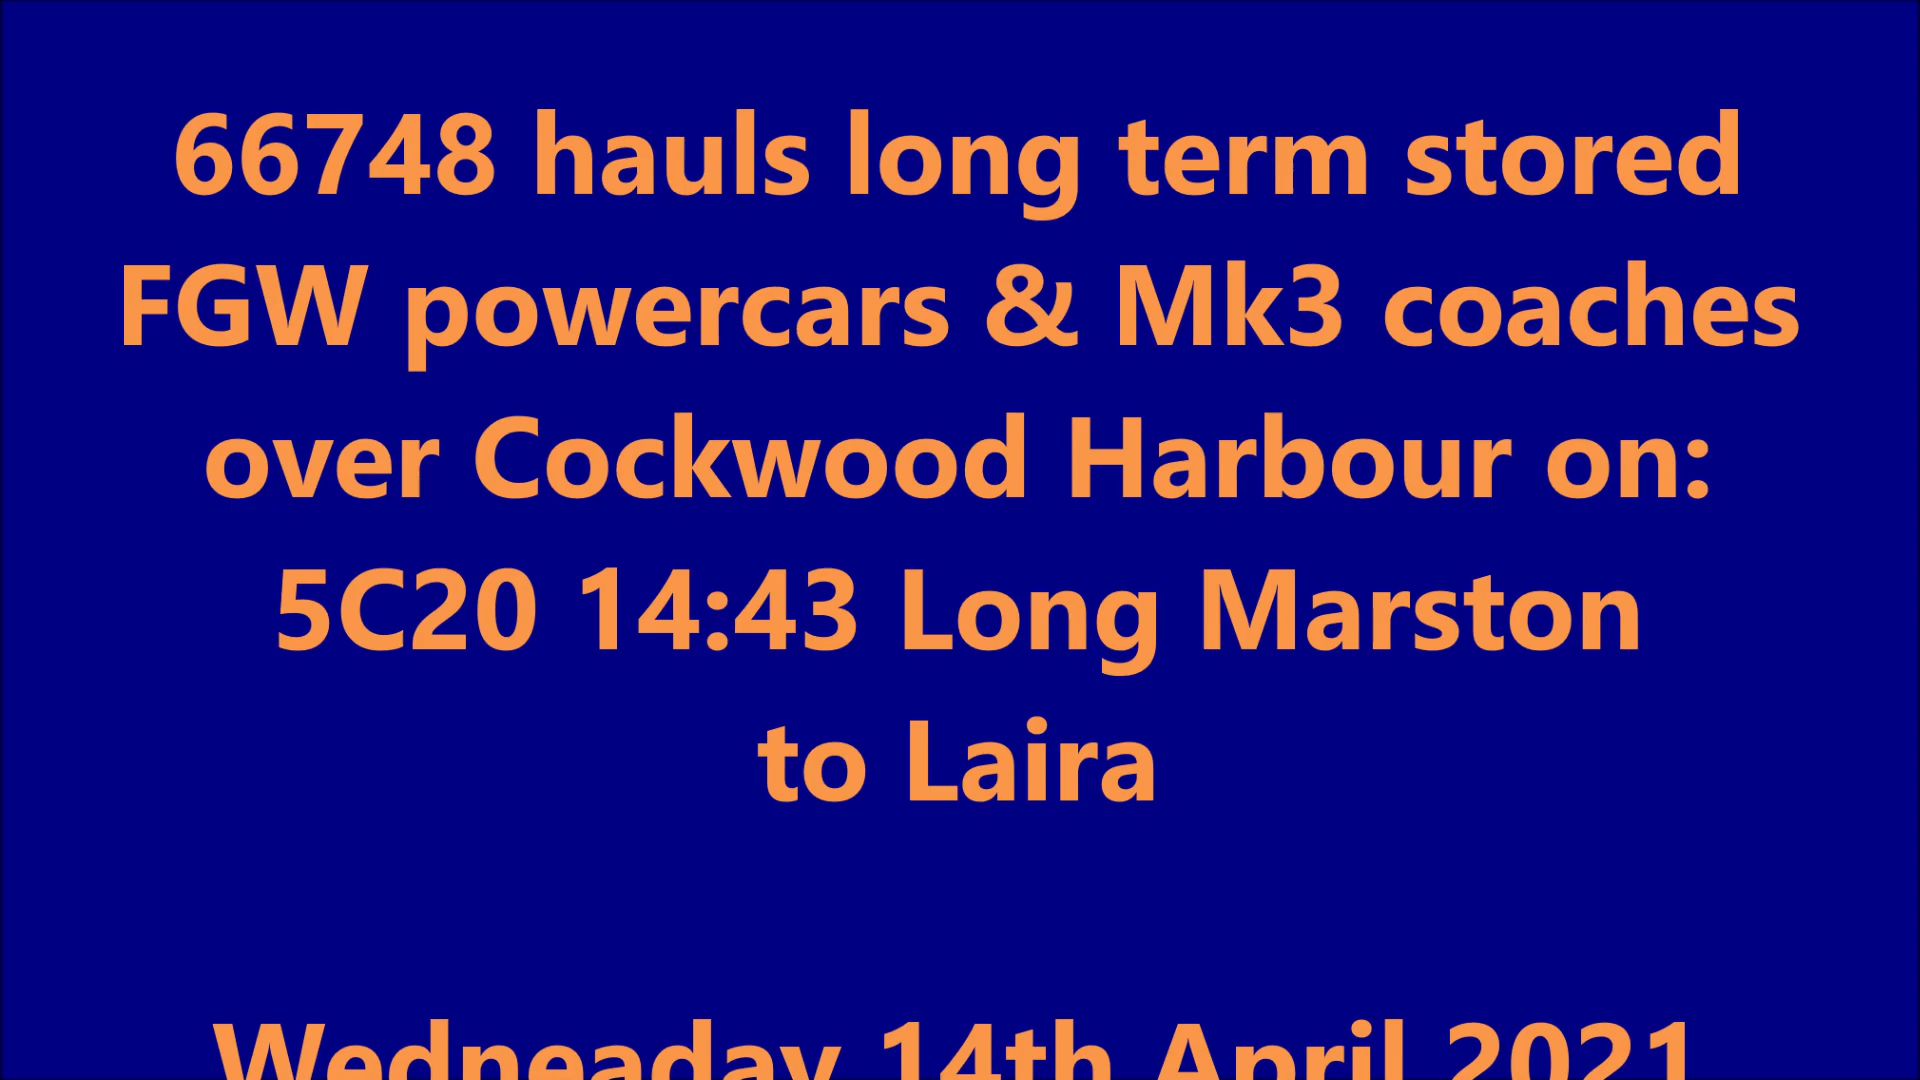 66748 hauls long term stored
FGW powercars & Mk3 coaches
over Cockwood Harbour on:
5C20 14:43 Long Marston
to Laira
Wedneaday 14th April 2021